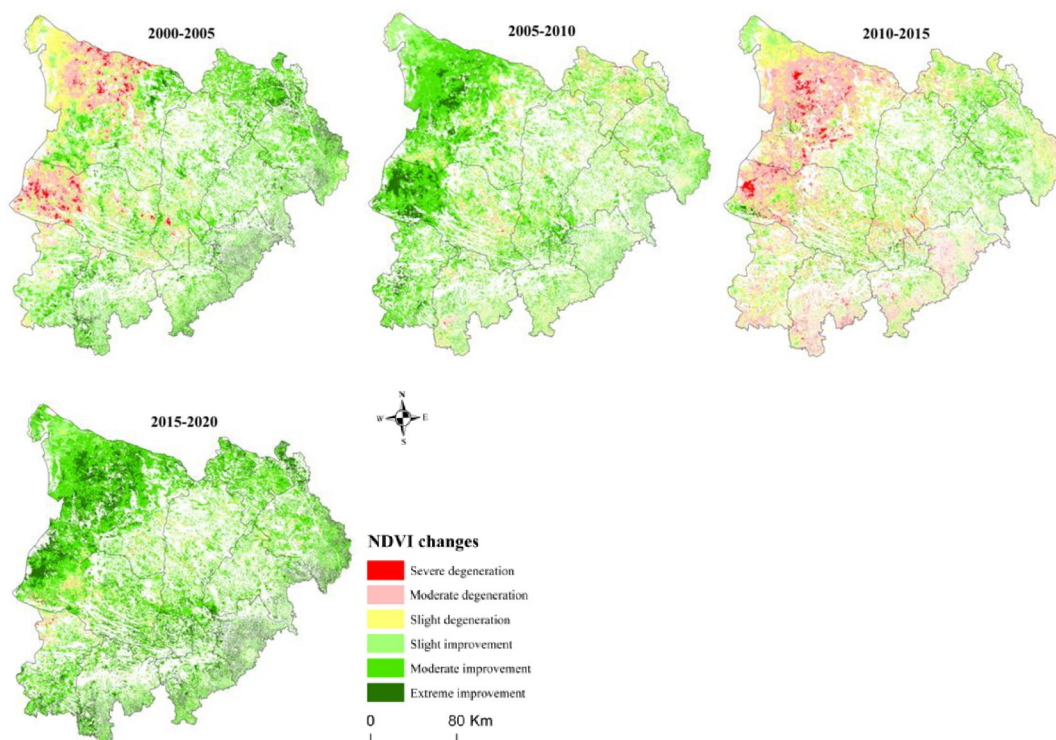 2000-2005
2005-2010
2010-2015
2015-2020
N
W E
S
NDVI changes
Severe degeneration
Moderate degeneration
Slight degeneration
Slight improvement
Moderate improvement
Extreme improvement
0 80 Km